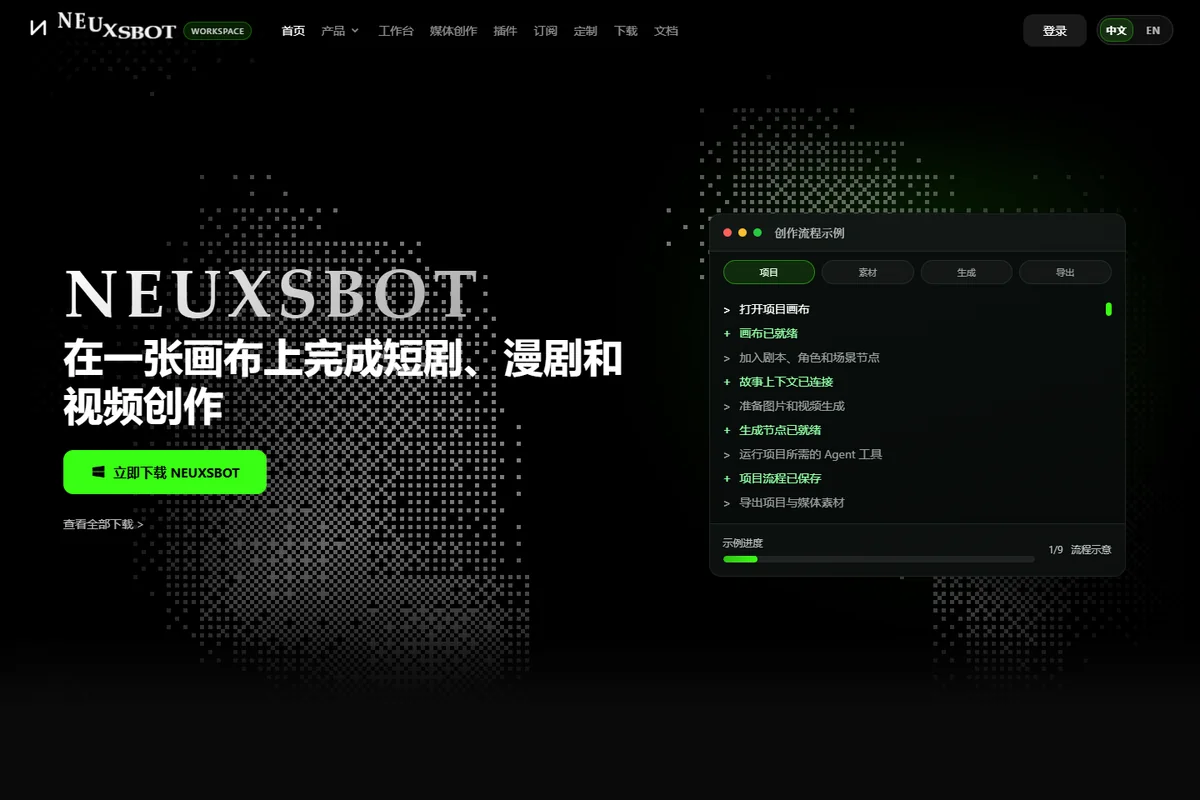 NEUXSBOT WORKSPACE 首页 产品 工作台 媒体创作 插件 订阅 定制 下载 文档 登录 中文 EN
NEUXSBOT
在一张画布上完成短剧、漫剧和
视频创作
立即下载 NEUXSBOT
查看全部下载 >
创作流程示例
项目 素材 生成 导出
> 打开项目画布
+ 画布已就绪
> 加入剧本、角色和场景节点
+ 故事上下文已连接
> 准备图片和视频生成
+ 生成节点已就绪
> 运行项目所需的 Agent 工具
+ 项目流程已保存
> 导出项目与媒体素材
示例进度
1/9 流程示意